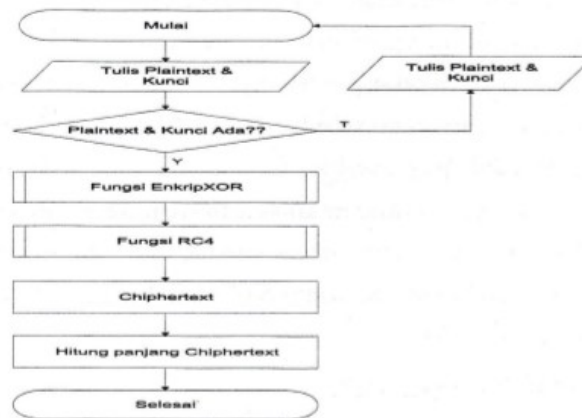 Mulai
Tulis Plaintext &
Kunci
Tulis Plaintext &
Kunci
Plaintext & Kunci Ada??
T
Y
Fungsi EnkripXOR
Fungsi RC4
Chiphertext
Hitung panjang Chiphertext
Selesai